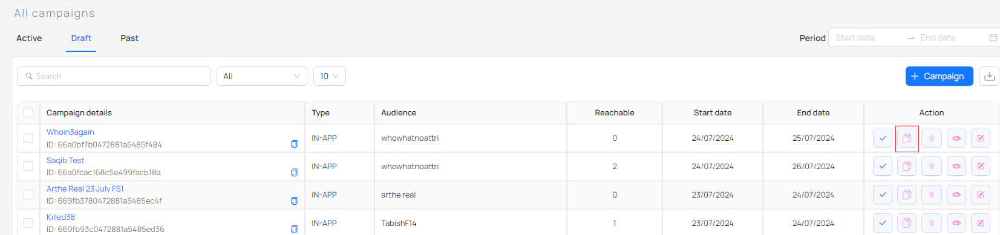 All campaigns
Active Draft Past Period Start date End date
Search All 10 Campaign
Campaign details Type Audience Reachable Start date End date Action
Whoin3again
ID: 66a0bf7b0472881a5485f484 IN-APP whowhatnoattri 0 24/07/2024 25/07/2024
Saqib Test
ID: 66a0fcac168c5e499facb18a IN-APP whowhatnoattri 2 24/07/2024 26/07/2024
Arthe Real 23 July FS1
ID: 669fb3780472881a5485ec4f IN-APP arthe real 0 23/07/2024 24/07/2024
Killed38
ID: 669fb93c0472881a5485ed36 IN-APP TabishF14 1 23/07/2024 24/07/2024